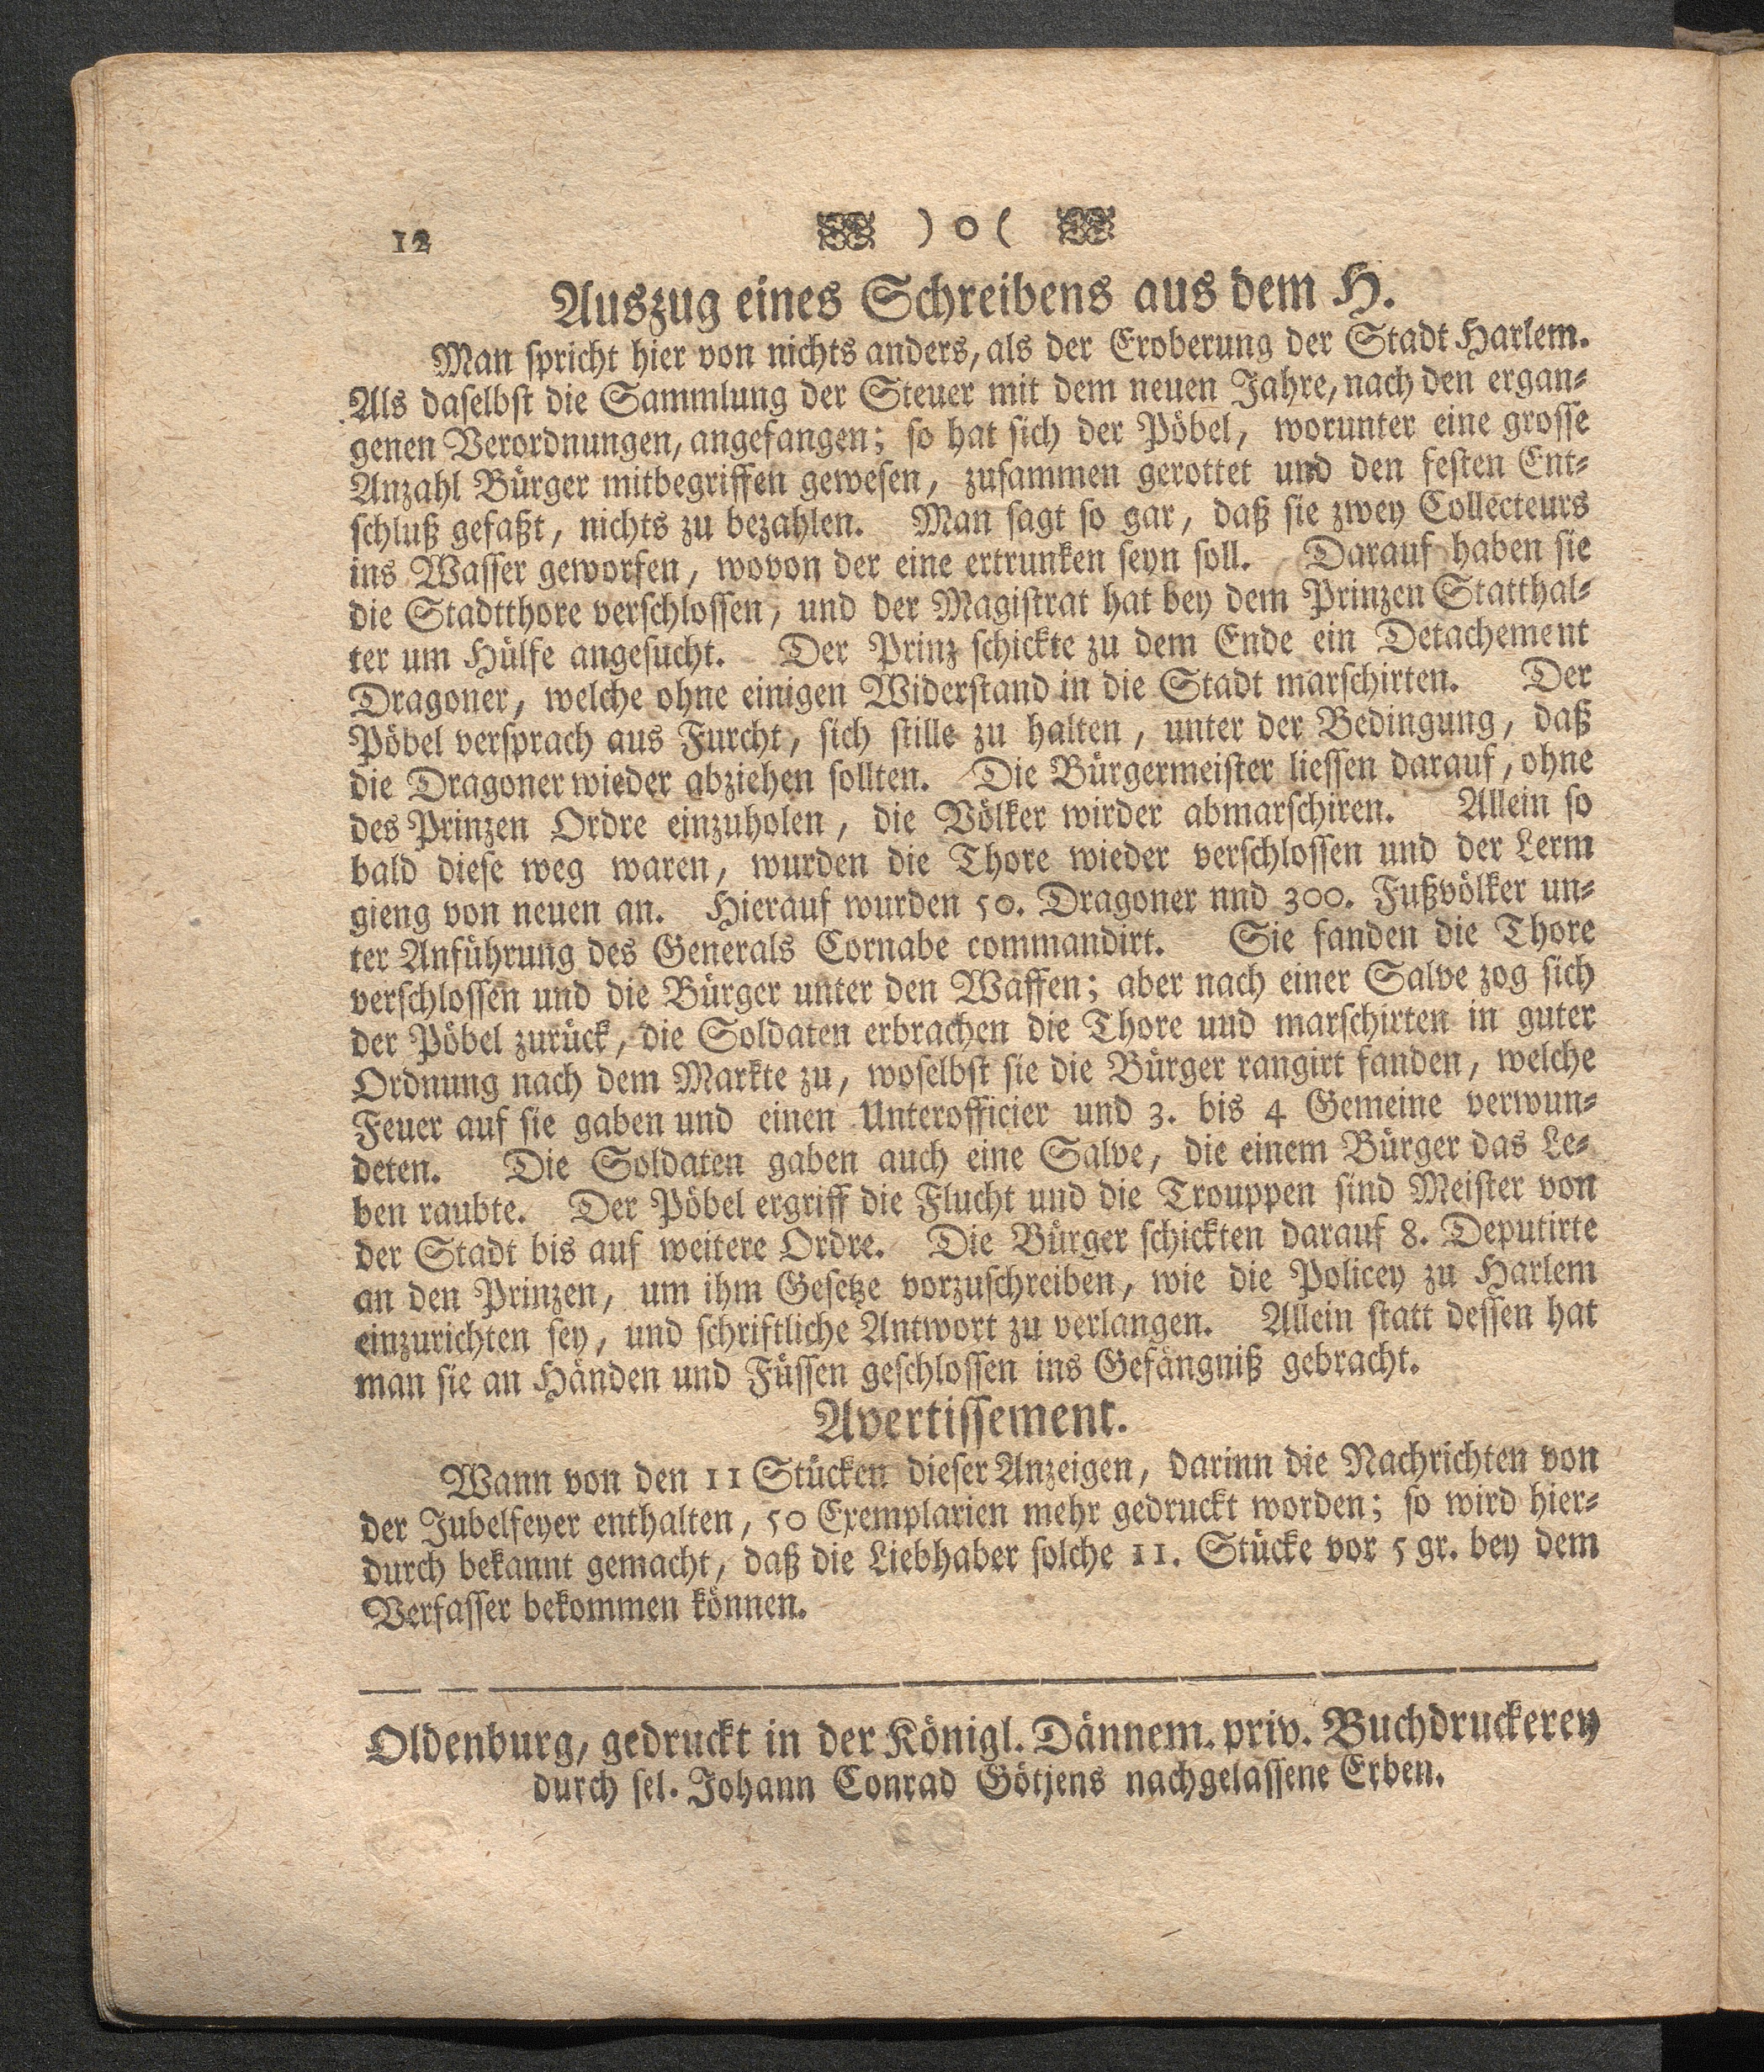 12 ) o (
Auszug eines Schreibens aus dem H.
Man spricht hier von nichts anders, als der Eroberung der Stadt Harlem.
Als daselbst die Sammlung der Steuer mit dem neuen Jahre, nach den ergan-
genen Verordnungen, angefangen; so hat sich der Pöbel, worunter eine grosse
Anzahl Bürger mitbegriffen gewesen, zusammen gerottet und den festen Ent-
schluß gefaßt, nichts zu bezahlen. Man sagt so gar, daß sie zwey Collecteurs
ins Wasser geworfen, wovon der eine ertrunken seyn soll. Darauf haben sie
die Stadtthore verschlossen, und der Magistrat hat bey dem Prinzen Statthal-
ter um Hülfe angesucht. Der Prinz schickte zu dem Ende ein Detachement
Dragoner, welche ohne einigen Widerstand in die Stadt marschirten. Der
Pöbel versprach aus Furcht, sich stille zu halten, unter der Bedingung, daß
die Dragoner wieder abziehen sollten. Die Bürgermeister liessen darauf, ohne
des Prinzen Ordre einzuholen, die Völker wirder abmarschiren. Allein so
bald diese weg waren, wurden die Thore wieder verschlossen und der Lerm
gieng von neuen an. Hierauf wurden 50. Dragoner nnd 300. Fußvölker un-
ter Anführung des Generals Cornabe commandirt. Sie fanden die Thore
verschlossen und die Bürger unter den Waffen; aber nach einer Salve zog sich
der Pöbel zurück, die Soldaten erbrachen die Thore und marschirten in guter
Ordnung nach dem Markte zu, woselbst sie die Bürger rangirt fanden, welche
Feuer auf sie gaben und einen Unterofficier und 3. bis 4 Gemeine verwun-
deten. Die Soldaten gaben auch eine Salve, die einem Bürger das Le-
ben raubte. Der Pöbel ergriff die Flucht und die Trouppen sind Meister von
der Stadt bis auf weitere Ordre. Die Bürger schickten darauf 8. Deputirte
an den Prinzen, um ihm Gesetze vorzuschreiben, wie die Policey zu Harlem
einzurichten sey, und schriftliche Antwort zu verlangen. Allein statt dessen hat
man sie an Händen und Füssen geschlossen ins Gefängniß gebracht.
Avertissement.
Wann von den 11 Stücken dieser Anzeigen, darinn die Nachrichten von
der Jubelfeyer enthalten, 50 Exemplarien mehr gedruckt worden; so wird hier-
durch bekannt gemacht, daß die Liebhaber solche 11. Stücke vor 5 gr. bey dem
Verfasser bekommen können.
Oldenburg, gedruckt in der Königl. Dännem. priv. Buchdruckerey
durch sel. Johann Conrad Götjens nachgelassene Erben.